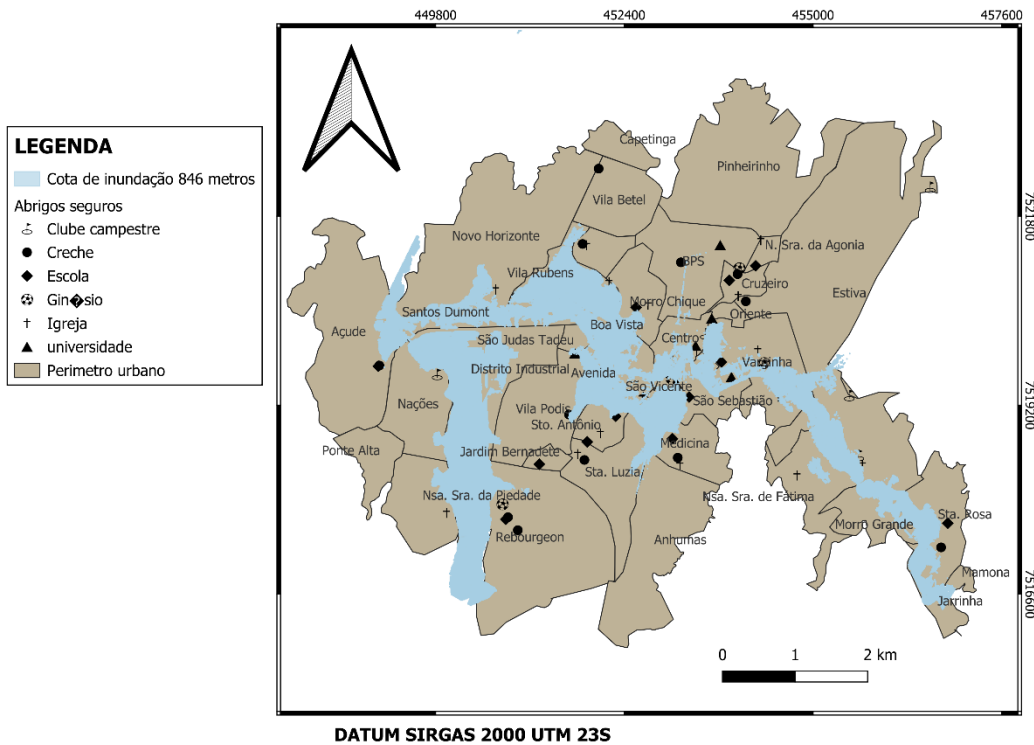 449800
452400
455000
457600
Capetinga
Pinheirinho
LEGENDA
Cota de inundação 846 metros
Abrigos seguros
Clube campestre
Creche
Escola
Gin�sio
Igreja
universidade
Perimetro urbano
Vila Betel
7521800
Novo Horizonte
N. Sra. da Agonia
BPS
Vila Rubens
Cruzeiro
Estiva
Morro Chique
Santos Dumont
Oriente
Boa Vista
Açude
São Judas Tadeu
Centro
Distrito Industrial
Avenida
Varginha
São Vicente
Nações
São Sebastião
7519200
Vila Podis
Sto. Antônio
Medicina
Ponte Alta
Jardim Bernadete
Sta. Luzia
Nsa. Sra. da Piedade
Nsa. Sra. de Fátima
Sta. Rosa
Morro Grande
Rebourgeon
Anhumas
Mamona
7516600
Jarrinha
0 1 2 km
DATUM SIRGAS 2000 UTM 23S